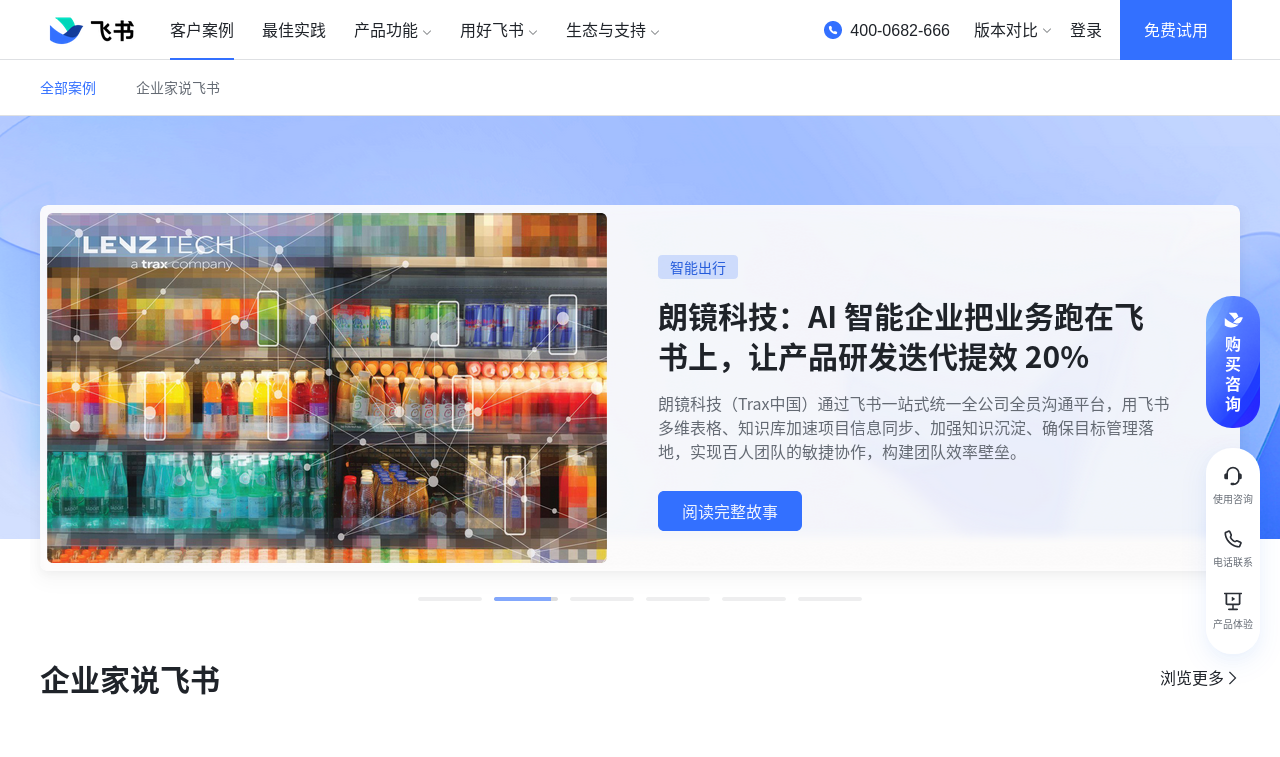 飞书
客户案例
最佳实践
产品功能
用好飞书
生态与支持
400-0682-666
版本对比
登录
免费试用
全部案例
企业家说飞书
LENZTECH
a trax company
智能出行
朗镜科技：AI 智能企业把业务跑在飞
书上，让产品研发迭代提效 20%
朗镜科技（Trax中国）通过飞书一站式统一全公司全员沟通平台，用飞书
多维表格、知识库加速项目信息同步、加强知识沉淀、确保目标管理落
地，实现百人团队的敏捷协作，构建团队效率壁垒。
阅读完整故事
购
买
咨
询
使用咨询
电话联系
产品体验
企业家说飞书
浏览更多